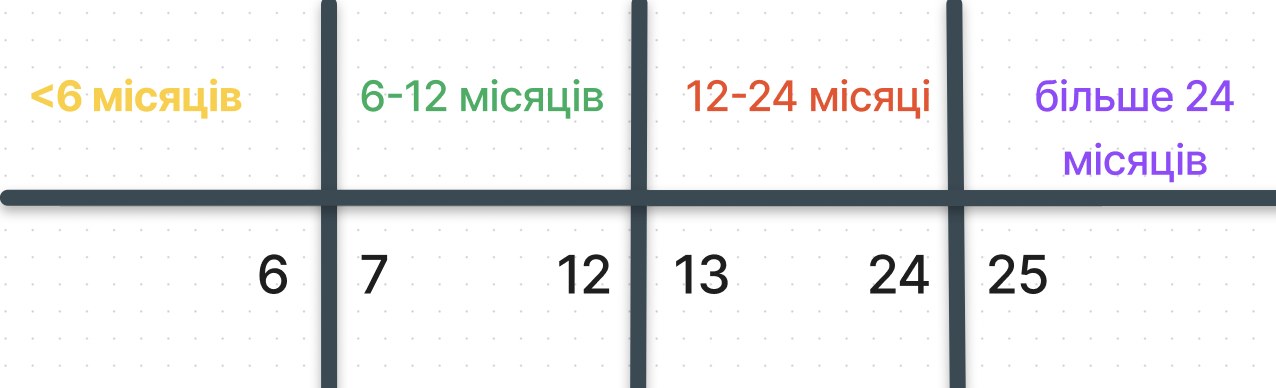 <6 місяців
6-12 місяців
12-24 місяці
більше 24
місяців
6
7
12
13
24
25